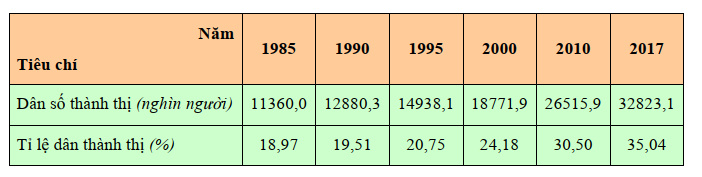 Năm
Tiêu chí
1985 1990 1995 2000 2010 2017
Dân số thành thị (nghìn người) 11360,0 12880,3 14938,1 18771,9 26515,9 32823,1
Tỉ lệ dân thành thị (%) 18,97 19,51 20,75 24,18 30,50 35,04